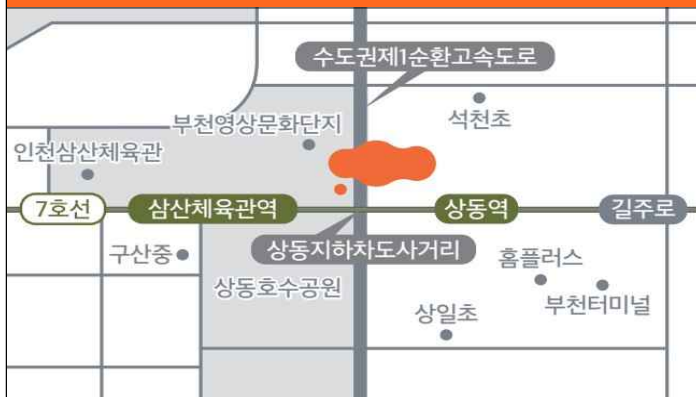 수도권제1순환고속도로
부천영상문화단지
석천초
인천삼산체육관
7호선
삼산체육관역
상동역
길주로
구산중
상동지하차도사거리
홈플러스
상동호수공원
부천터미널
상일초